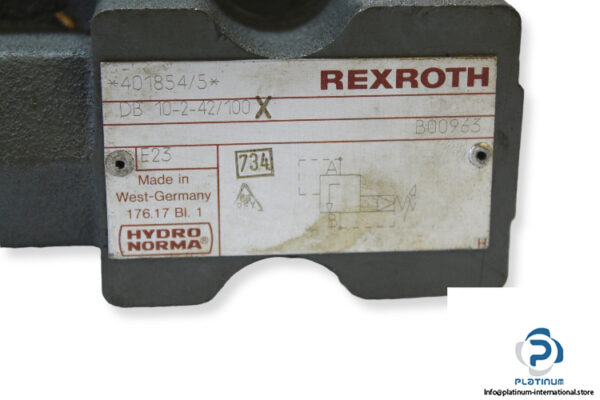 *401854/5*
REXROTH
DB 10-2-42/100 X
B00963
E23
734
Made in
West-Germany
176.17 Bl. 1
HYDRO
NORMA®
A
B
H
PLATINUM
Info@platinum-international.store